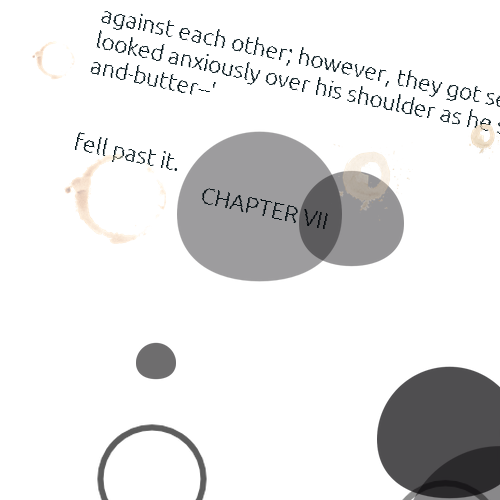 against each other; however, they got
looked anxiously over his shoulder as he
and-butter--'
fell past it.
CHAPTER VII